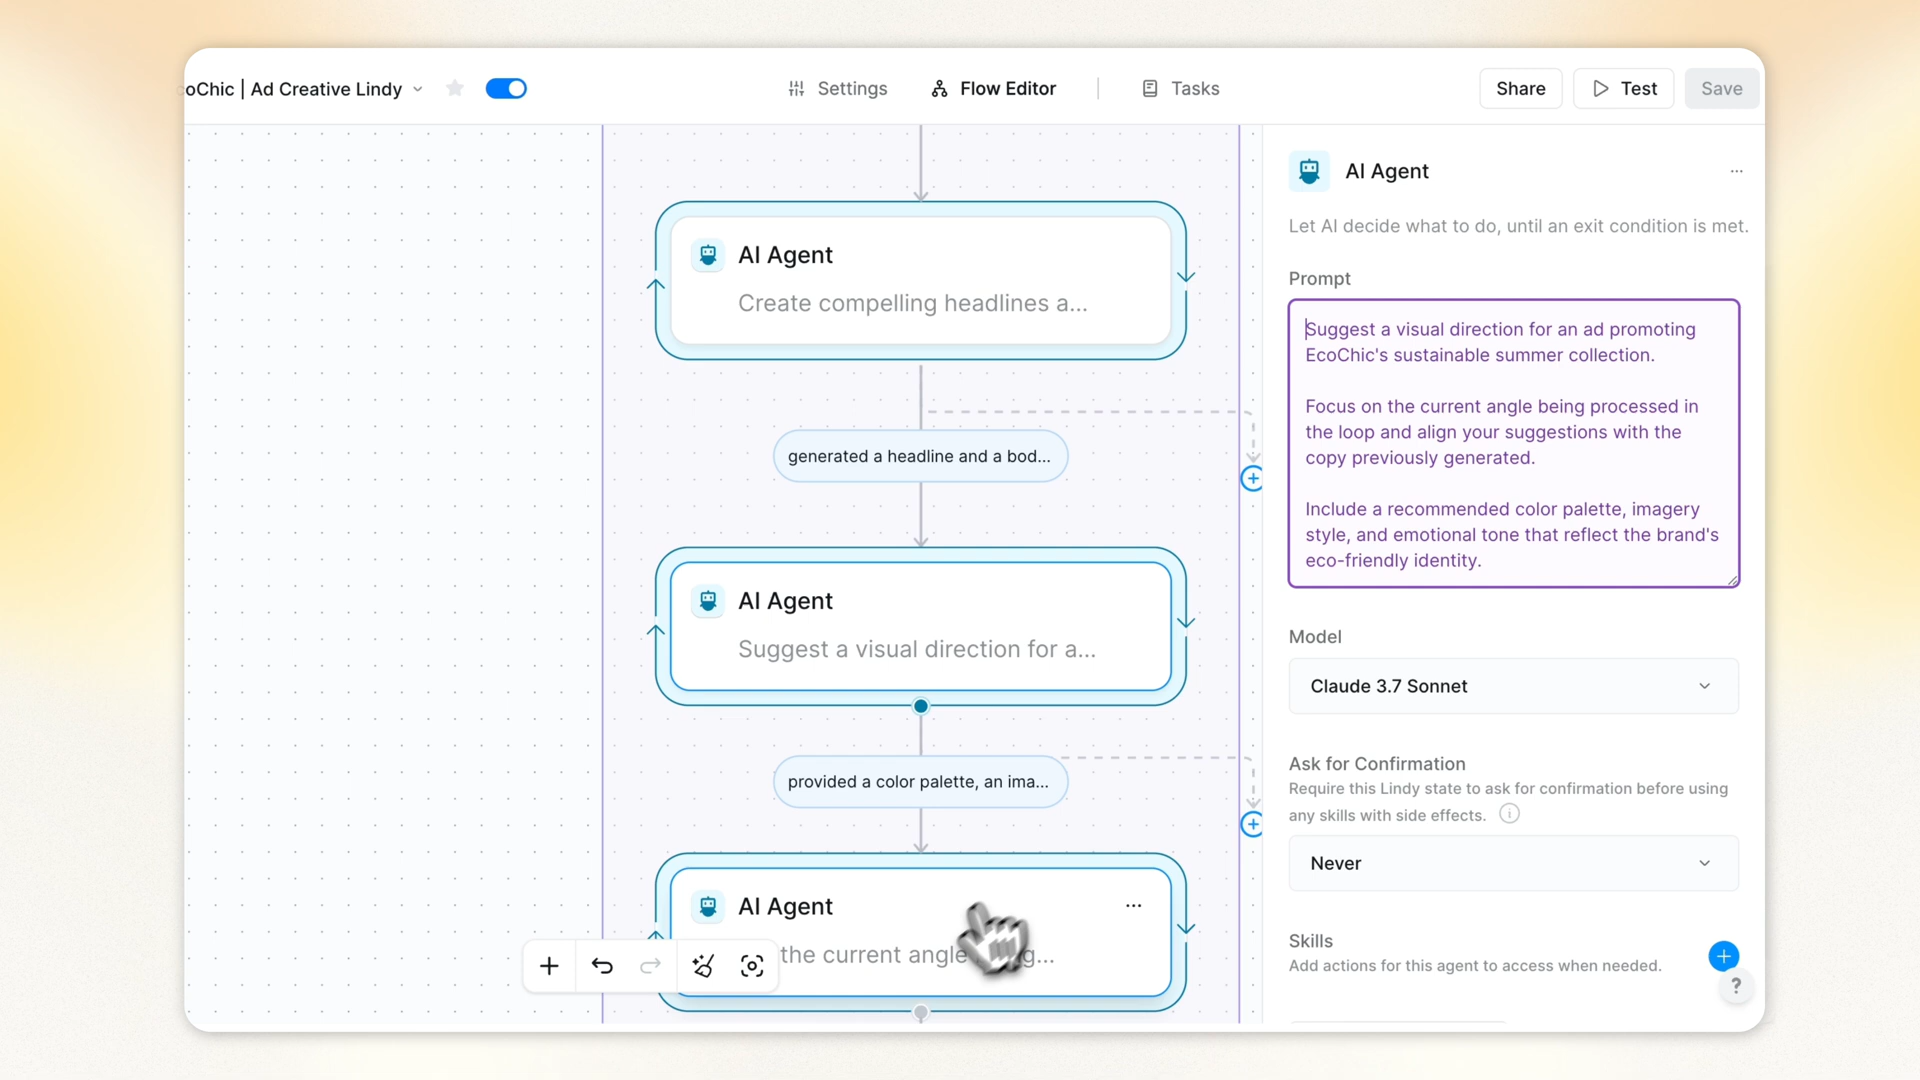 oChic | Ad Creative Lindy
Settings
Flow Editor
Tasks
Share
Test
Save
AI Agent
Create compelling headlines a...
generated a headline and a bod...
AI Agent
Suggest a visual direction for a...
provided a color palette, an ima...
AI Agent
the current angle
g...
AI Agent
Let AI decide what to do, until an exit condition is met.
Prompt
Suggest a visual direction for an ad promoting
EcoChic's sustainable summer collection.
Focus on the current angle being processed in
the loop and align your suggestions with the
copy previously generated.
Include a recommended color palette, imagery
style, and emotional tone that reflect the brand's
eco-friendly identity.
Model
Claude 3.7 Sonnet
Ask for Confirmation
Require this Lindy state to ask for confirmation before using
any skills with side effects.
Never
Skills
Add actions for this agent to access when needed.
?